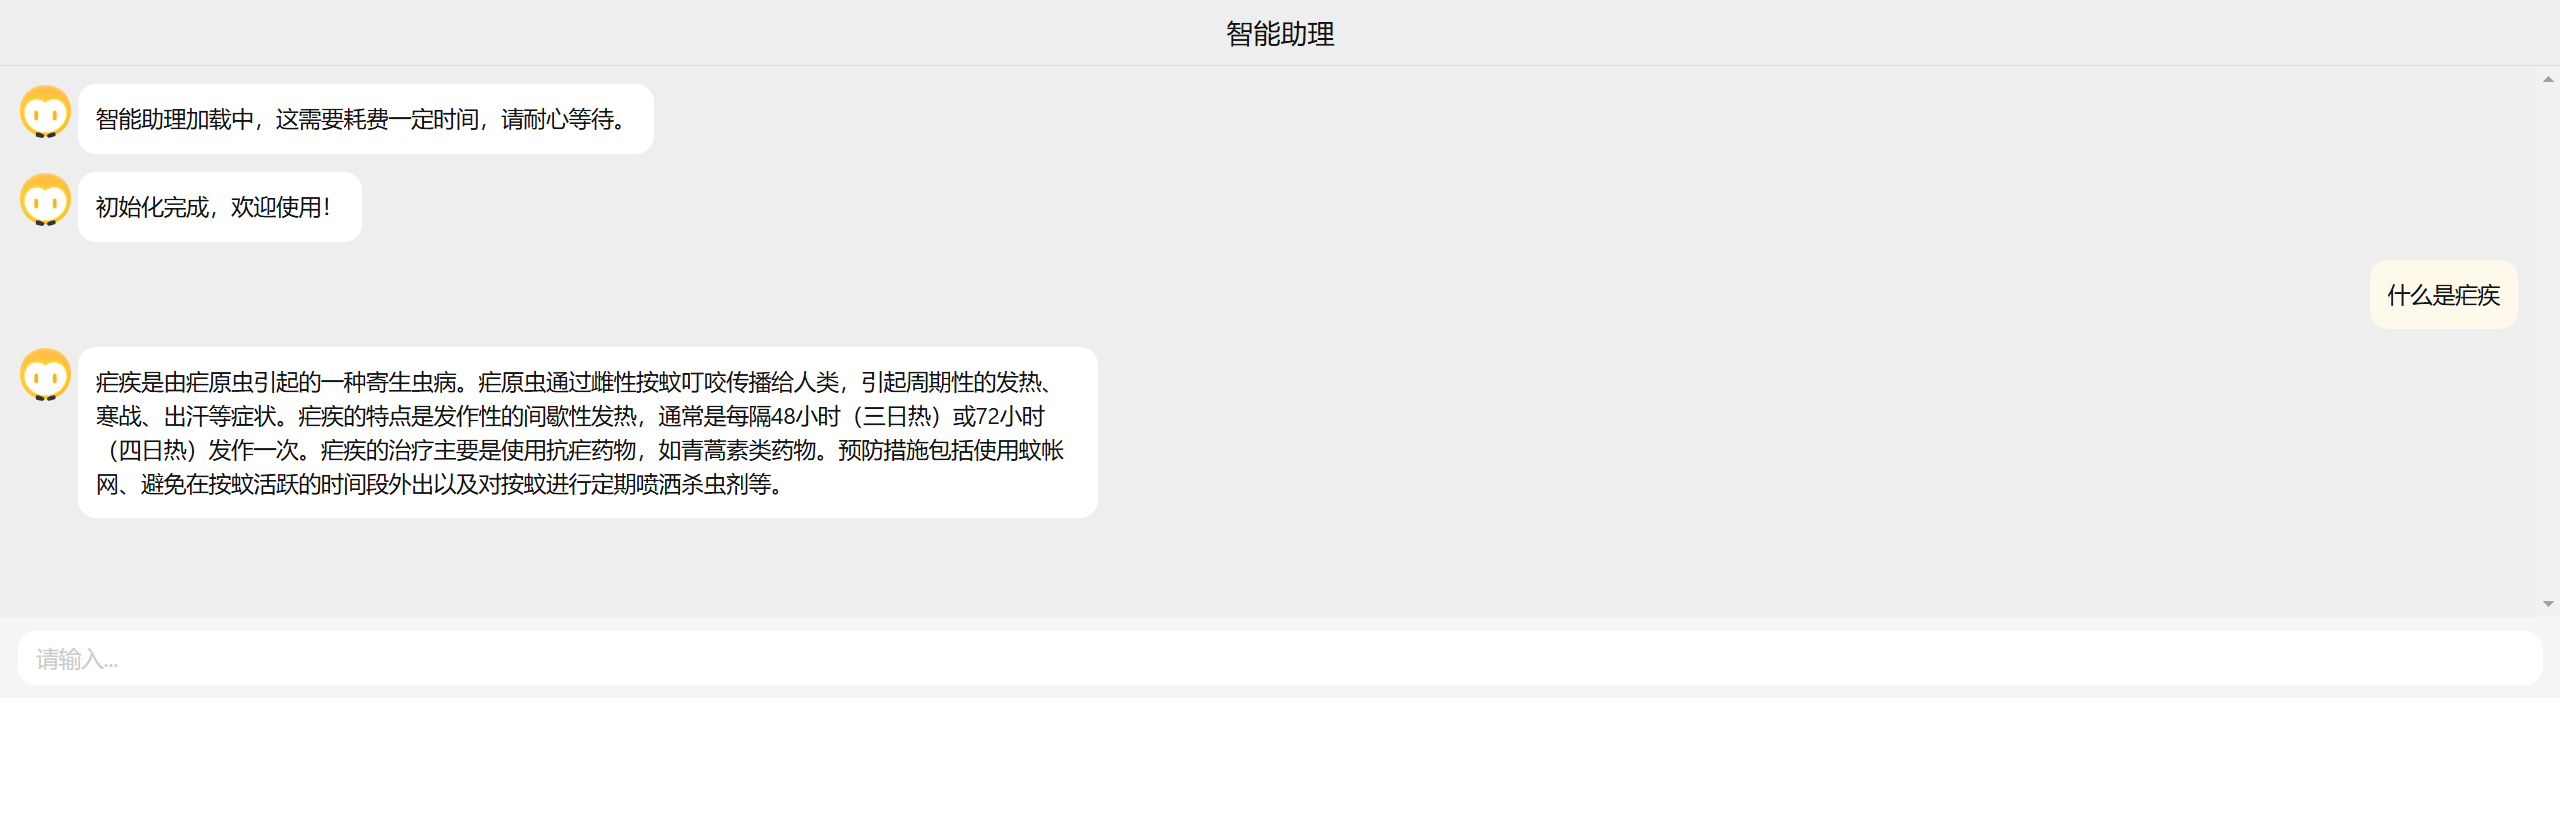 智能助理
智能助理加载中，这需要耗费一定时间，请耐心等待。
初始化完成，欢迎使用！
什么是疟疾
疟疾是由疟原虫引起的一种寄生虫病。疟原虫通过雌性按蚊叮咬传播给人类，引起周期性的发热、
寒战、出汗等症状。疟疾的特点是发作性的间歇性发热，通常是每隔48小时（三日热）或72小时
（四日热）发作一次。疟疾的治疗主要是使用抗疟药物，如青蒿素类药物。预防措施包括使用蚊帐
网、避免在按蚊活跃的时间段外出以及对按蚊进行定期喷洒杀虫剂等。
请输入...